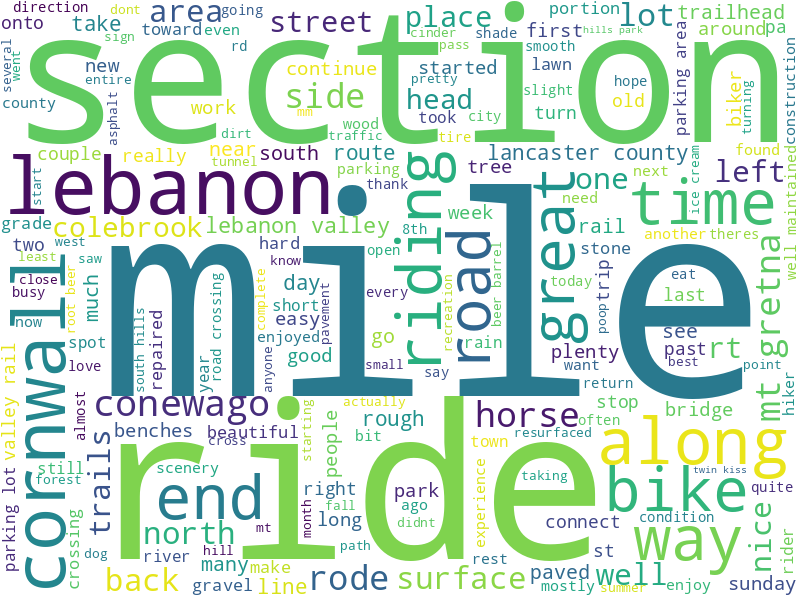 direction
dont
area
going
street
place
lot
portion
trailhead
onto
take
toward
even
cinder
hills park
first
around
pa
several
went
sign
rd
pass
shade
smooth
section
new
continue
started
lawn
parking area
biker
turning
construction
entire
side
head
slight
hope
county
asphalt
work
took
city
turn
old
wood
dirt
traffic
tire
mm
couple
really
near
south
route
tree
lancaster county
left
found
tunnel
parking
start
lebanon
thank
riding
one
next
ice cream
well maintained
time
grade
colebrook
lebanon valley
8th
week
need
rail
another
theres
two
west
hard
open
road
stone
great
least
saw
know
mile
close
busy
day
every
recreation
beer barrel
today
eat
trip
last
mt gretna
root beer
much
complete
short
poop
now
cornwall
south hills
repaired
road crossing
easy
enjoyed
pavement
go
rain
see
spot
year
good
plenty
past
rt
love
anyone
small
say
want
best
point
valley rail
almost
conewago
actually
return
horse
stop
bridge
hiker
benches
beautiful
rough
often
along
trails
cross
starting
people
bit
town
resurfaced
still
forest
scenery
ride
experience
taking
bike
twin kiss
quite
parking lot
end
right
park
connect
condition
north
month
fall
ago
long
didnt
way
nice
rider
crossing
dog
river
hill
mt
path
rest
st
many
make
back
gravel
line
rode
surface
paved
well
mostly
summer
enjoy
sunday